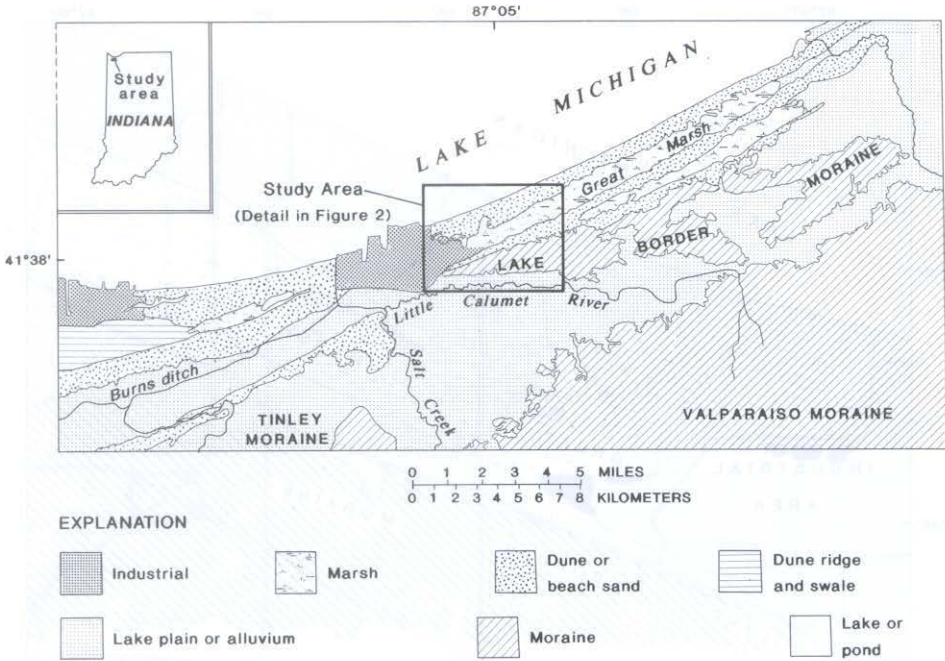 87°05'
Study
area
INDIANA
LAKE MICHIGAN
Great Marsh
Study Area
(Detail in Figure 2)
MORAINE
BORDER
41°38'
LAKE
Little Calumet River
Burns ditch
Salt Creek
TINLEY
MORAINE
VALPARAISO MORAINE
0 1 2 3 4 5 MILES
0 1 2 3 4 5 6 7 8 KILOMETERS
EXPLANATION
Industrial
Marsh
Dune or
beach sand
Dune ridge
and swale
Lake plain or alluvium
Moraine
Lake or
pond